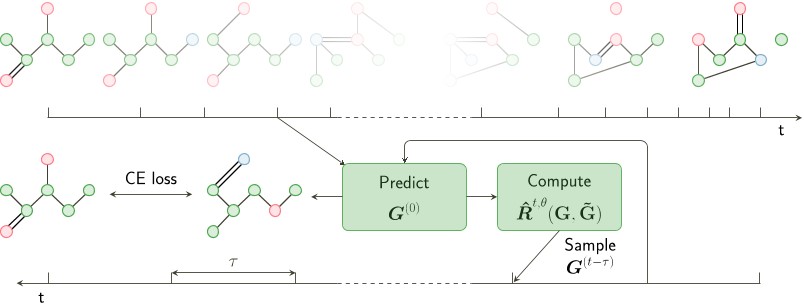 t
CE loss
Predict
G^(0)
Compute
R̂^{t,θ}(G, G̃)
Sample
G^(t−τ)
τ
t